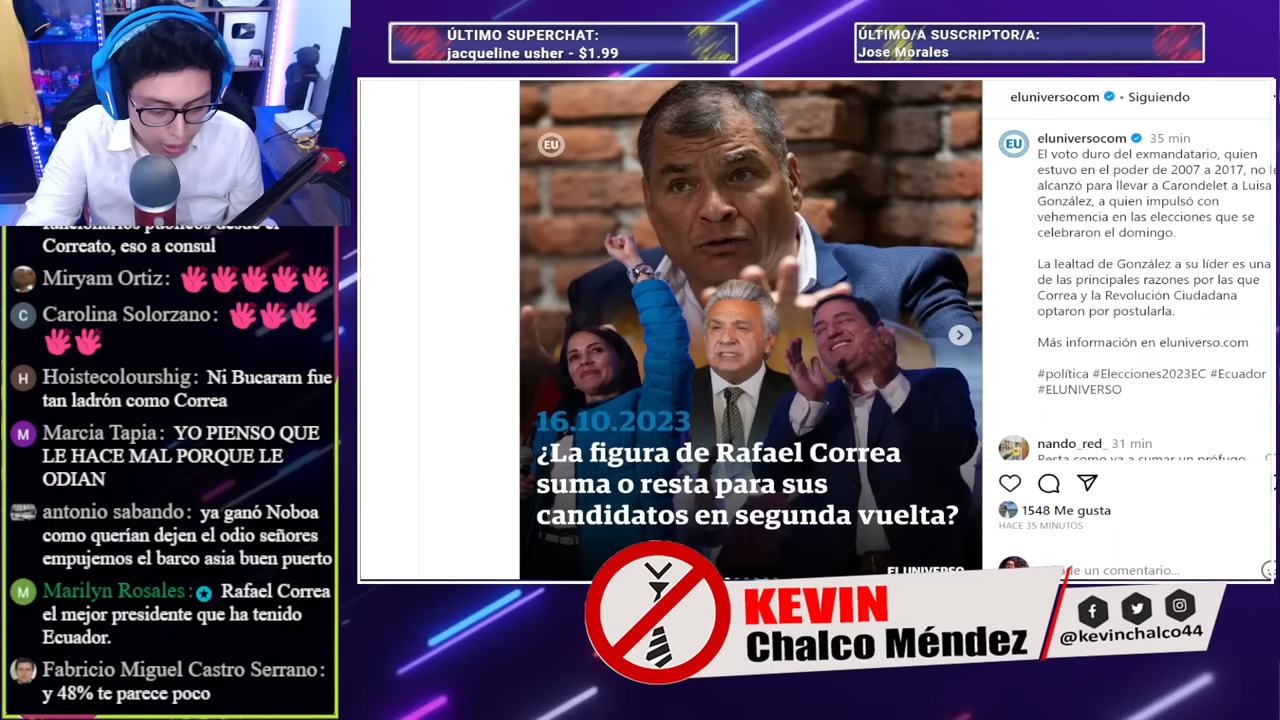 ÚLTIMO SUPERCHAT:
jacqueline usher - $1.99
ÚLTIMO/A SUSCRIPTOR/A:
Jose Morales
Correato, eso a consul
Miryam Ortiz:
Carolina Solorzano:
Hoistecolourshig: Ni Bucaram fue
tan ladrón como Correa
Marcia Tapia: YO PIENSO QUE
LE HACE MAL PORQUE LE
ODIAN
antonio sabando: ya ganó Noboa
como querían dejen el odio señores
empujemos el barco asia buen puerto
Marilyn Rosales: Rafael Correa
el mejor presidente que ha tenido
Ecuador.
Fabricio Miguel Castro Serrano:
y 48% te parece poco
EU
16.10.2023
¿La figura de Rafael Correa
suma o resta para sus
candidatos en segunda vuelta?
EL UNIVERSO
eluniversocom • Siguiendo
EU
eluniversocom 35 min
El voto duro del exmandatario, quien
estuvo en el poder de 2007 a 2017, no le
alcanzó para llevar a Carondelet a Luisa
González, a quien impulsó con
vehemencia en las elecciones que se
celebraron el domingo.
La lealtad de González a su líder es una
de las principales razones por las que
Correa y la Revolución Ciudadana
optaron por postularla.
Más información en eluniverso.com
#política #Elecciones2023EC #Ecuador
#ELUNIVERSO
nando_red_ 31 min
Resta como va a sumar un prófugo
1548 Me gusta
HACE 35 MINUTOS
de un comentario...
KEVIN
Chalco Méndez
@kevinchalco44